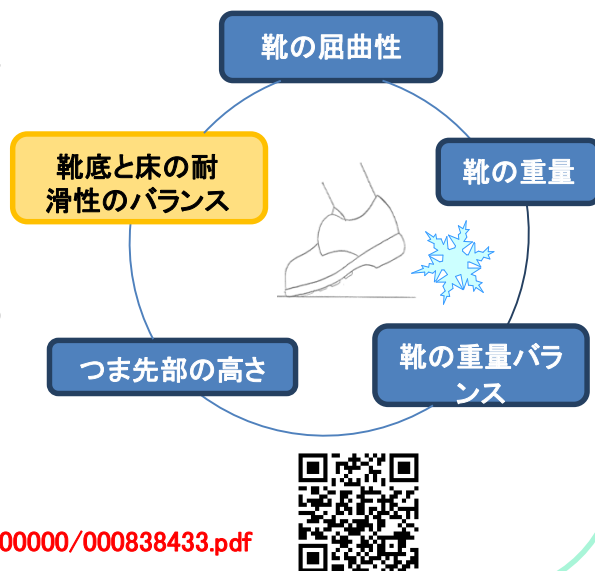 靴の屈曲性
靴底と床の耐
滑性のバランス
靴の重量
つま先部の高さ
靴の重量バラ
ンス
00000/000838433.pdf